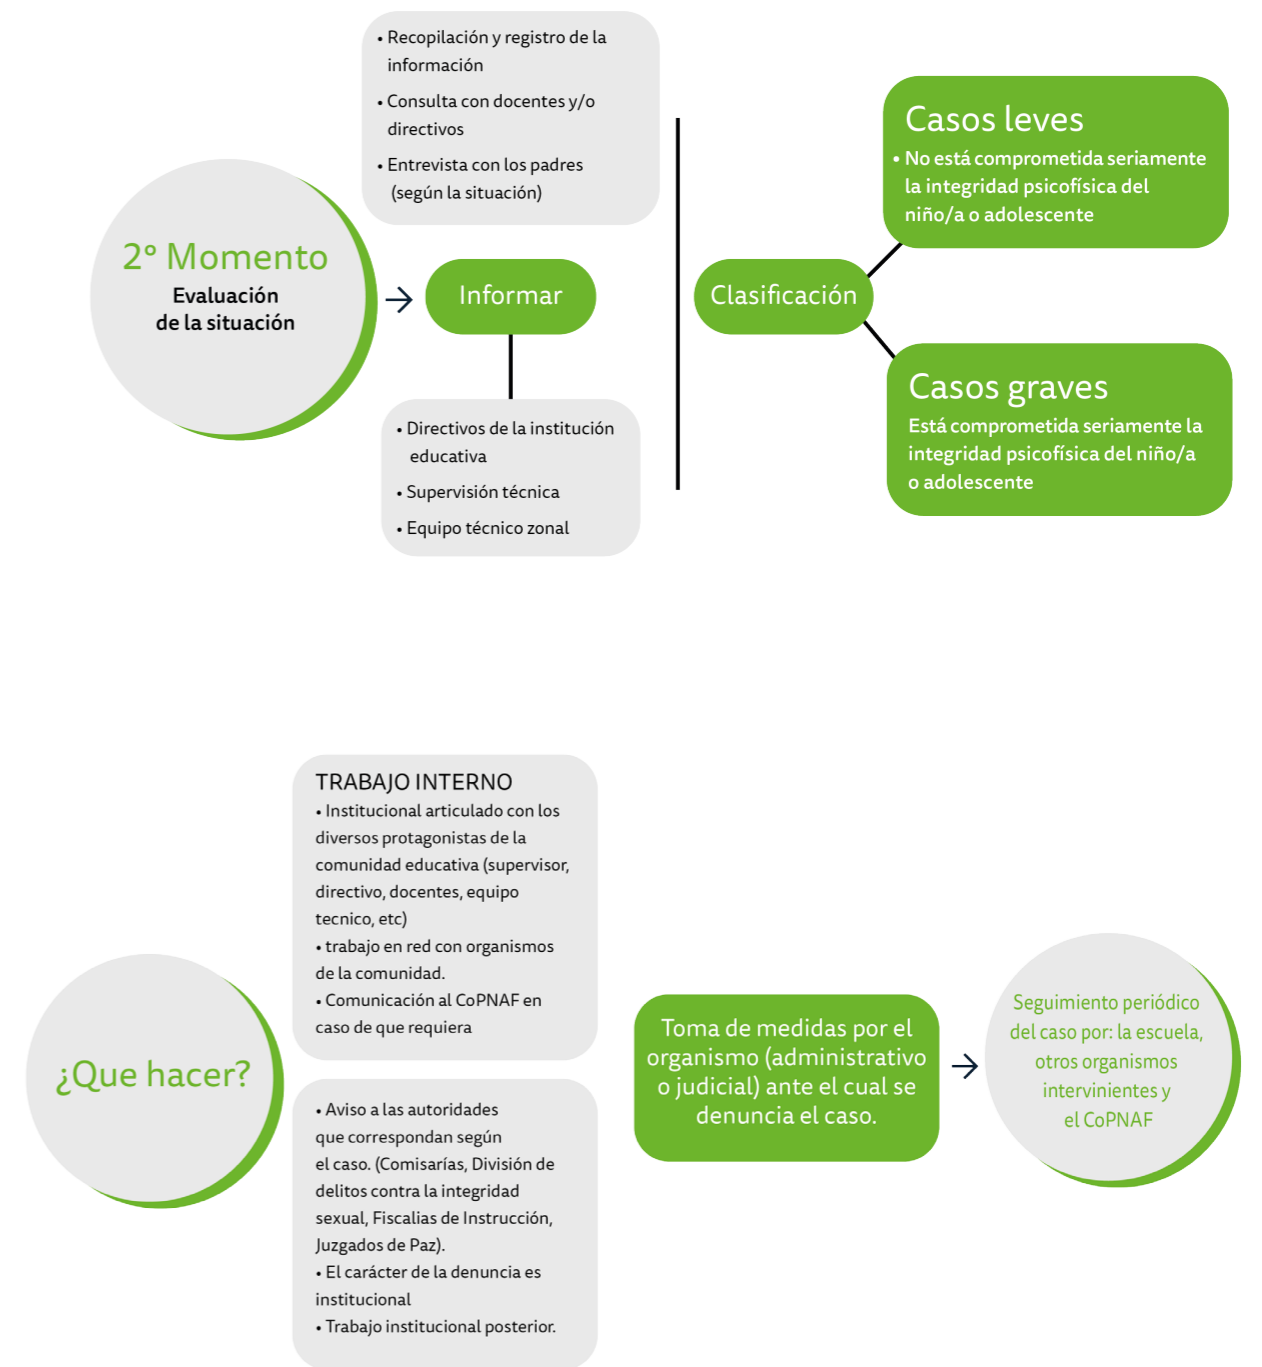 • Recopilación y registro de la
información
• Consulta con docentes y/o
directivos
• Entrevista con los padres
(según la situación)
2° Momento
Evaluación
de la situación
Informar
• Directivos de la institución
educativa
• Supervisión técnica
• Equipo técnico zonal
Clasificación
Casos leves
• No está comprometida seriamente
la integridad psicofísica del
niño/a o adolescente
Casos graves
Está comprometida seriamente la
integridad psicofísica del niño/a
o adolescente
¿Que hacer?
TRABAJO INTERNO
• Institucional articulado con los
diversos protagonistas de la
comunidad educativa (supervisor,
directivo, docentes, equipo
tecnico, etc)
• trabajo en red con organismos
de la comunidad.
• Comunicación al CoPNAF en
caso de que requiera
• Aviso a las autoridades
que correspondan según
el caso. (Comisarías, División de
delitos contra la integridad
sexual, Fiscalias de Instrucción,
Juzgados de Paz).
• El carácter de la denuncia es
institucional
• Trabajo institucional posterior.
Toma de medidas por el
organismo (administrativo
o judicial) ante el cual se
denuncia el caso.
Seguimiento periódico
del caso por: la escuela,
otros organismos
intervinientes y
el CoPNAF